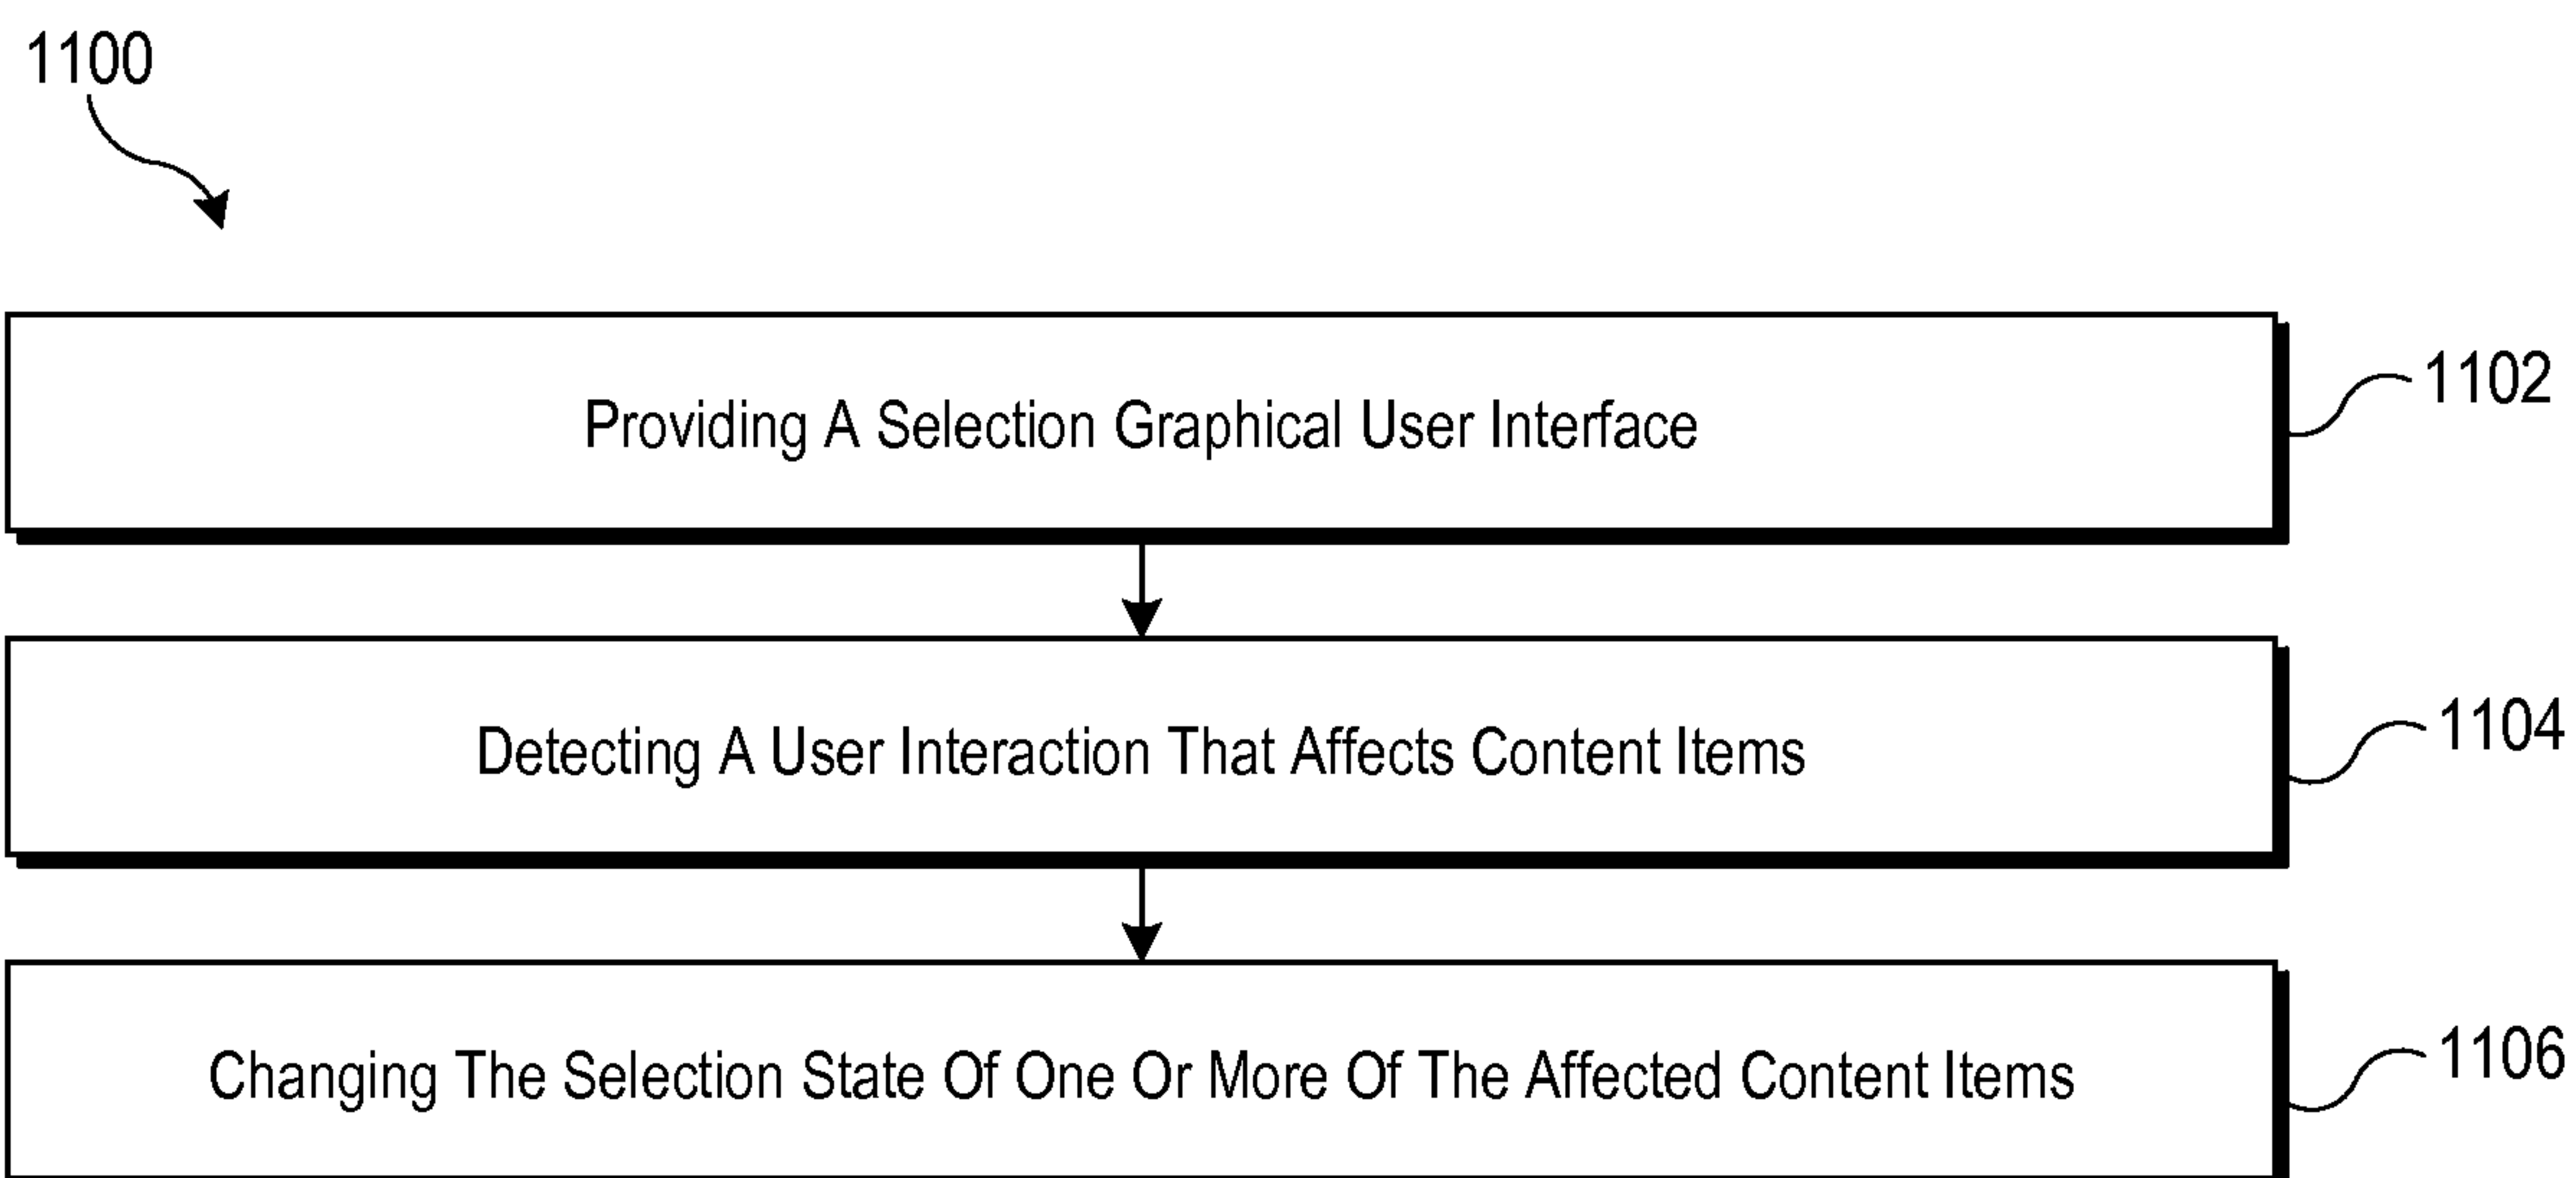 1100
Providing A Selection Graphical User Interface
1102
Detecting A User Interaction That Affects Content Items
1104
Changing The Selection State Of One Or More Of The Affected Content Items
1106